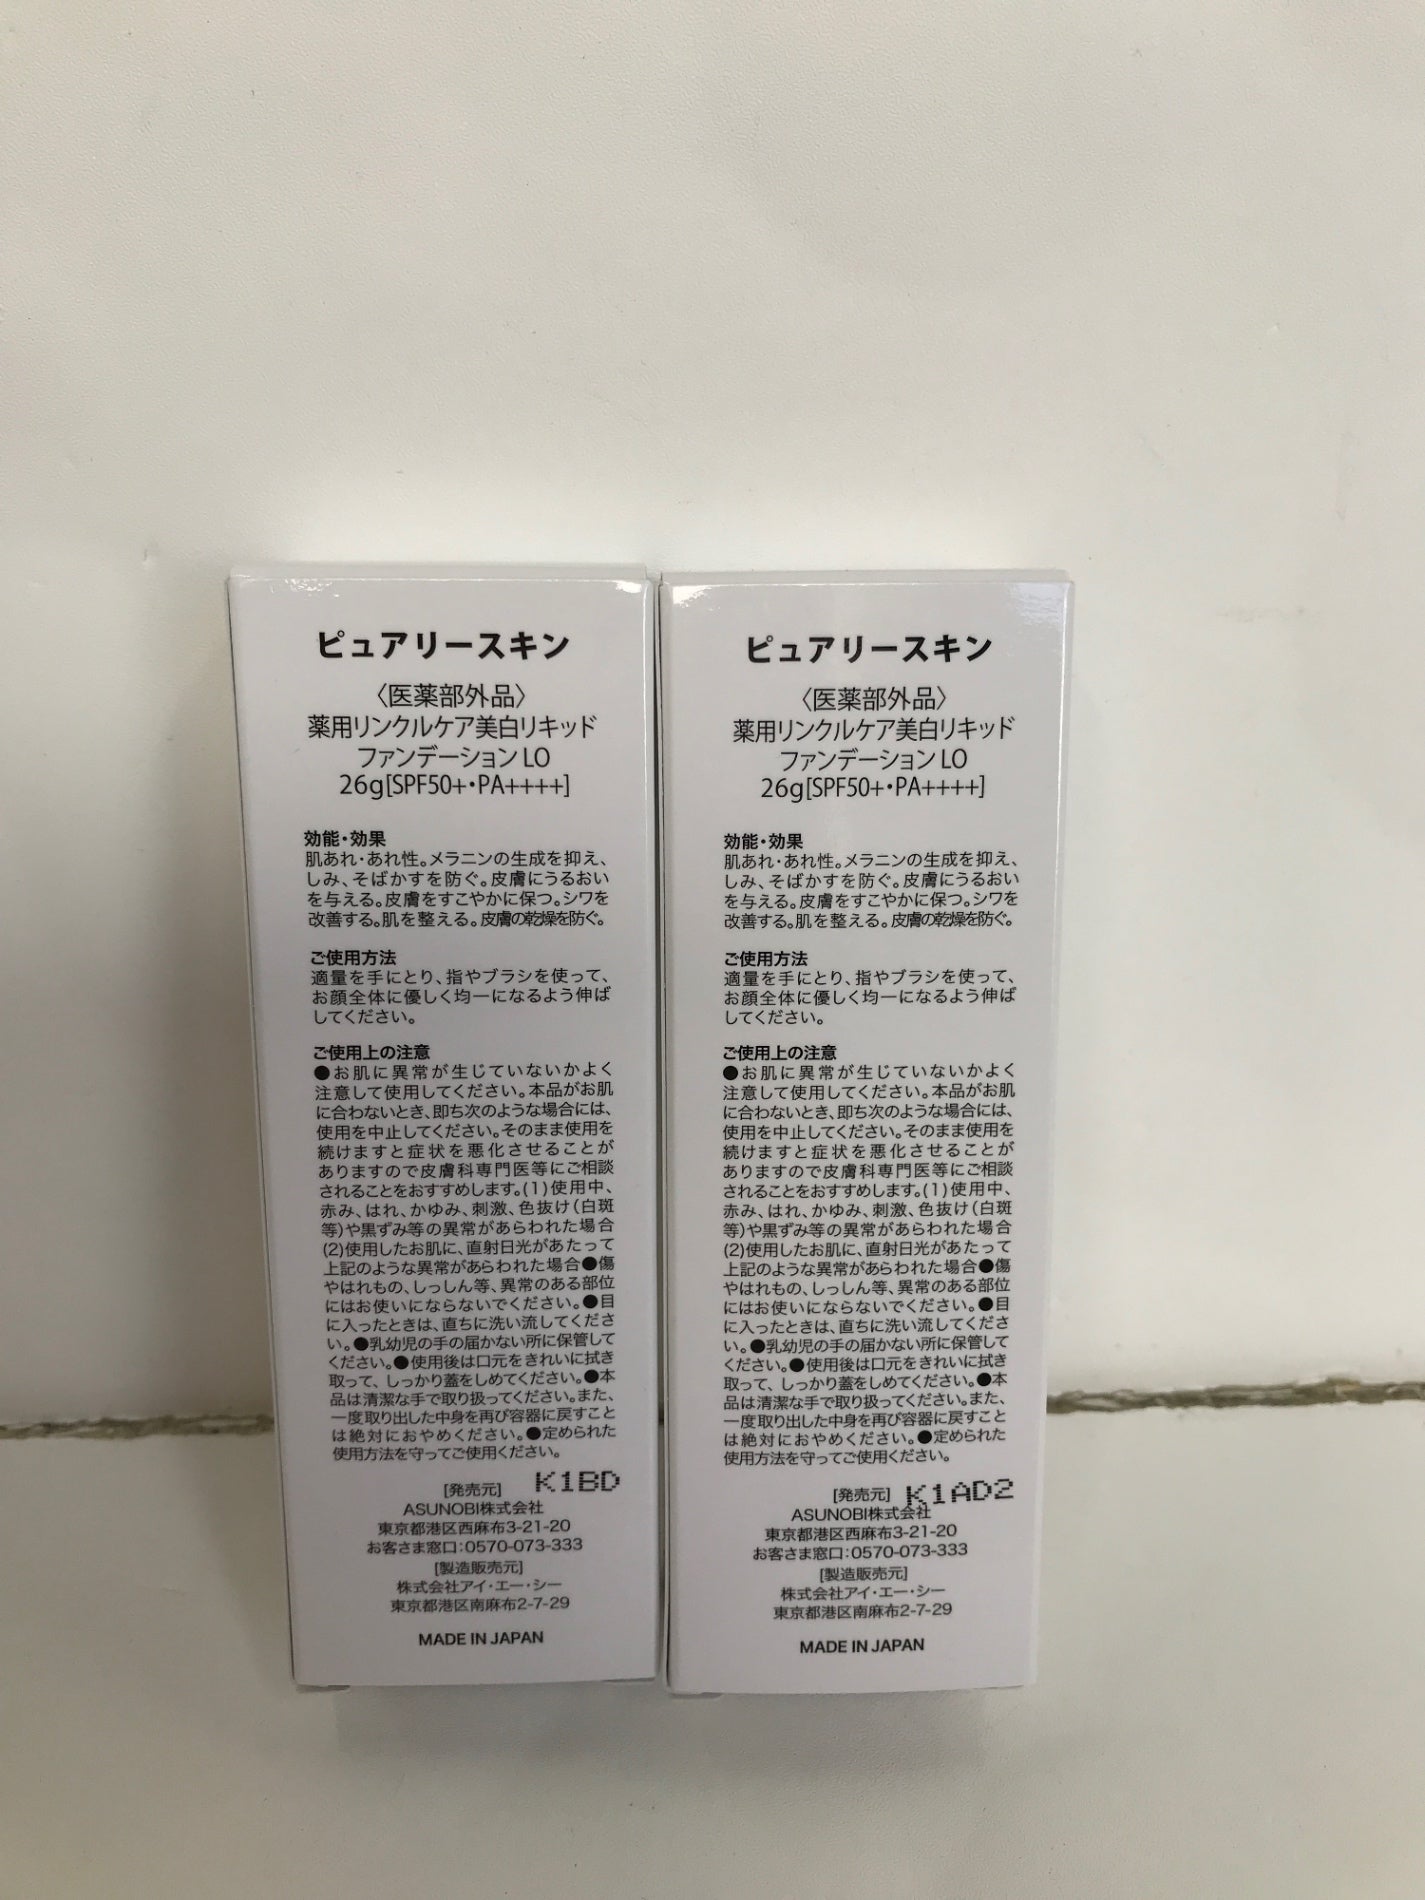 ピュアリースキン
〈医薬部外品〉
薬用リンクルケア美白リキッド
ファンデーション LO
26g[SPF50+・PA++++]
効能・効果
肌あれ・あれ性。メラニンの生成を抑え、
しみ、そばかすを防ぐ。皮膚にうるおい
を与える。皮膚をすこやかに保つ。シワを
改善する。肌を整える。皮膚の乾燥を防ぐ。
ご使用方法
適量を手にとり、指やブラシを使って、
お顔全体に優しく均一になるよう伸ば
してください。
ご使用上の注意
●お肌に異常が生じていないかよく
注意して使用してください。本品がお肌
に合わないとき、即ち次のような場合には、
使用を中止してください。そのまま使用を
続けますと症状を悪化させることが
ありますので皮膚科専門医等にご相談
されることをおすすめします。(1)使用中、
赤み、はれ、かゆみ、刺激、色抜け(白斑
等)や黒ずみ等の異常があらわれた場合
(2)使用したお肌に、直射日光があたって
上記のような異常があらわれた場合●傷
やはれもの、しっしん等、異常のある部位
にはお使いにならないでください。●目
に入ったときは、直ちに洗い流してくださ
い。●乳幼児の手の届かない所に保管して
ください。●使用後は口元をきれいに拭き
取って、しっかり蓋をしめてください。●本
品は清潔な手で取り扱ってください。また、
一度取り出した中身を再び容器に戻すこと
は絶対におやめください。●定められた
使用方法を守ってご使用ください。
[発売元] K1BD
ASUNOBI株式会社
東京都港区西麻布3-21-20
お客さま窓口:0570-073-333
[製造販売元]
株式会社アイ・エー・シー
東京都港区南麻布2-7-29
MADE IN JAPAN
ピュアリースキン
〈医薬部外品〉
薬用リンクルケア美白リキッド
ファンデーション LO
26g[SPF50+・PA++++]
効能・効果
肌あれ・あれ性。メラニンの生成を抑え、
しみ、そばかすを防ぐ。皮膚にうるおい
を与える。皮膚をすこやかに保つ。シワを
改善する。肌を整える。皮膚の乾燥を防ぐ。
ご使用方法
適量を手にとり、指やブラシを使って、
お顔全体に優しく均一になるよう伸ば
してください。
ご使用上の注意
●お肌に異常が生じていないかよく
注意して使用してください。本品がお肌
に合わないとき、即ち次のような場合には、
使用を中止してください。そのまま使用を
続けますと症状を悪化させることが
ありますので皮膚科専門医等にご相談
されることをおすすめします。(1)使用中、
赤み、はれ、かゆみ、刺激、色抜け(白斑
等)や黒ずみ等の異常があらわれた場合
(2)使用したお肌に、直射日光があたって
上記のような異常があらわれた場合●傷
やはれもの、しっしん等、異常のある部位
にはお使いにならないでください。●目
に入ったときは、直ちに洗い流してくださ
い。●乳幼児の手の届かない所に保管して
ください。●使用後は口元をきれいに拭き
取って、しっかり蓋をしめてください。●本
品は清潔な手で取り扱ってください。また、
一度取り出した中身を再び容器に戻すこと
は絶対におやめください。●定められた
使用方法を守ってご使用ください。
[発売元] K1AD2
ASUNOBI株式会社
東京都港区西麻布3-21-20
お客さま窓口:0570-073-333
[製造販売元]
株式会社アイ・エー・シー
東京都港区南麻布2-7-29
MADE IN JAPAN